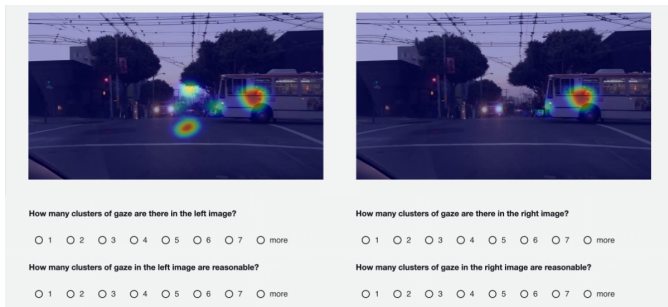 How many clusters of gaze are there in the left image?
How many clusters of gaze are there in the right image?
1 2 3 4 5 6 7 more
1 2 3 4 5 6 7 more
How many clusters of gaze in the left image are reasonable?
How many clusters of gaze in the right image are reasonable?
1 2 3 4 5 6 7 more
1 2 3 4 5 6 7 more